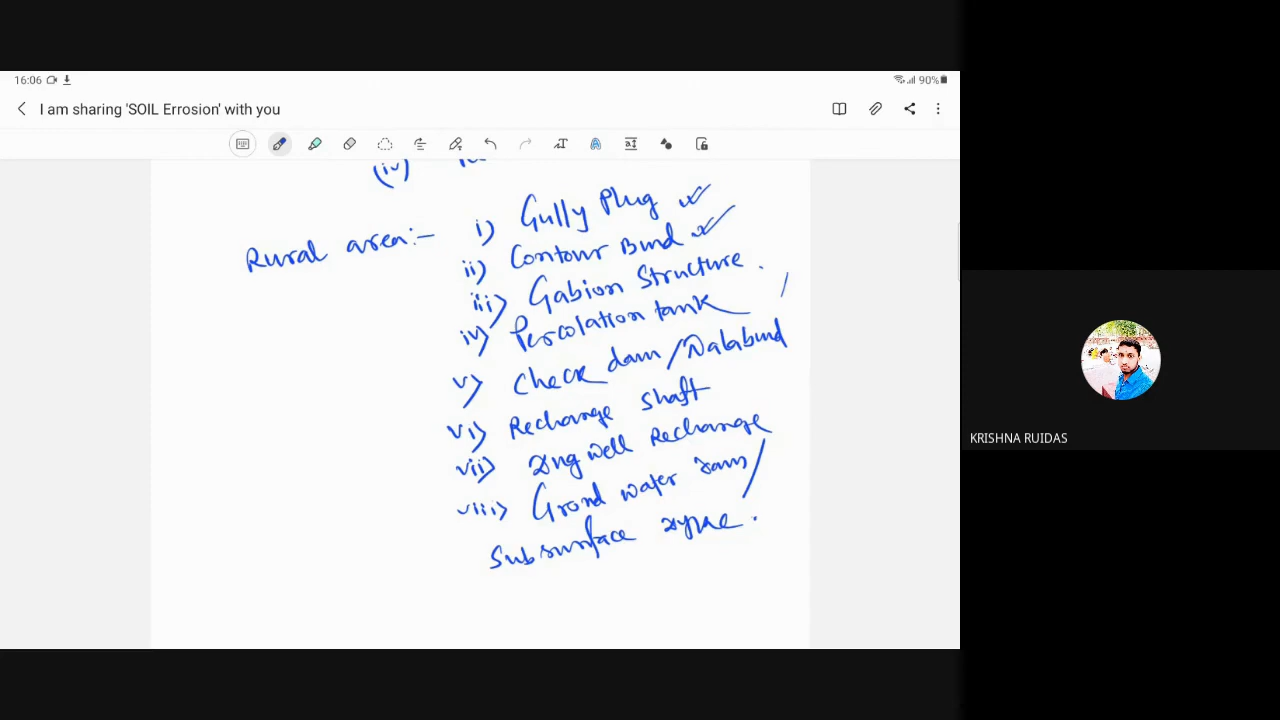 16:06
90%
I am sharing 'SOIL Errosion' with you
(iv)
Rural area:- i) Gully Plug
ii) Contour Bund
iii) Gabion Structure.
iv) Percolation tank
v) Check dam/Nalabund
vi) Recharge Shaft
vii) Dug well Recharge
viii) Grond water Dam/
Subsurface Dyke.
KRISHNA RUIDAS